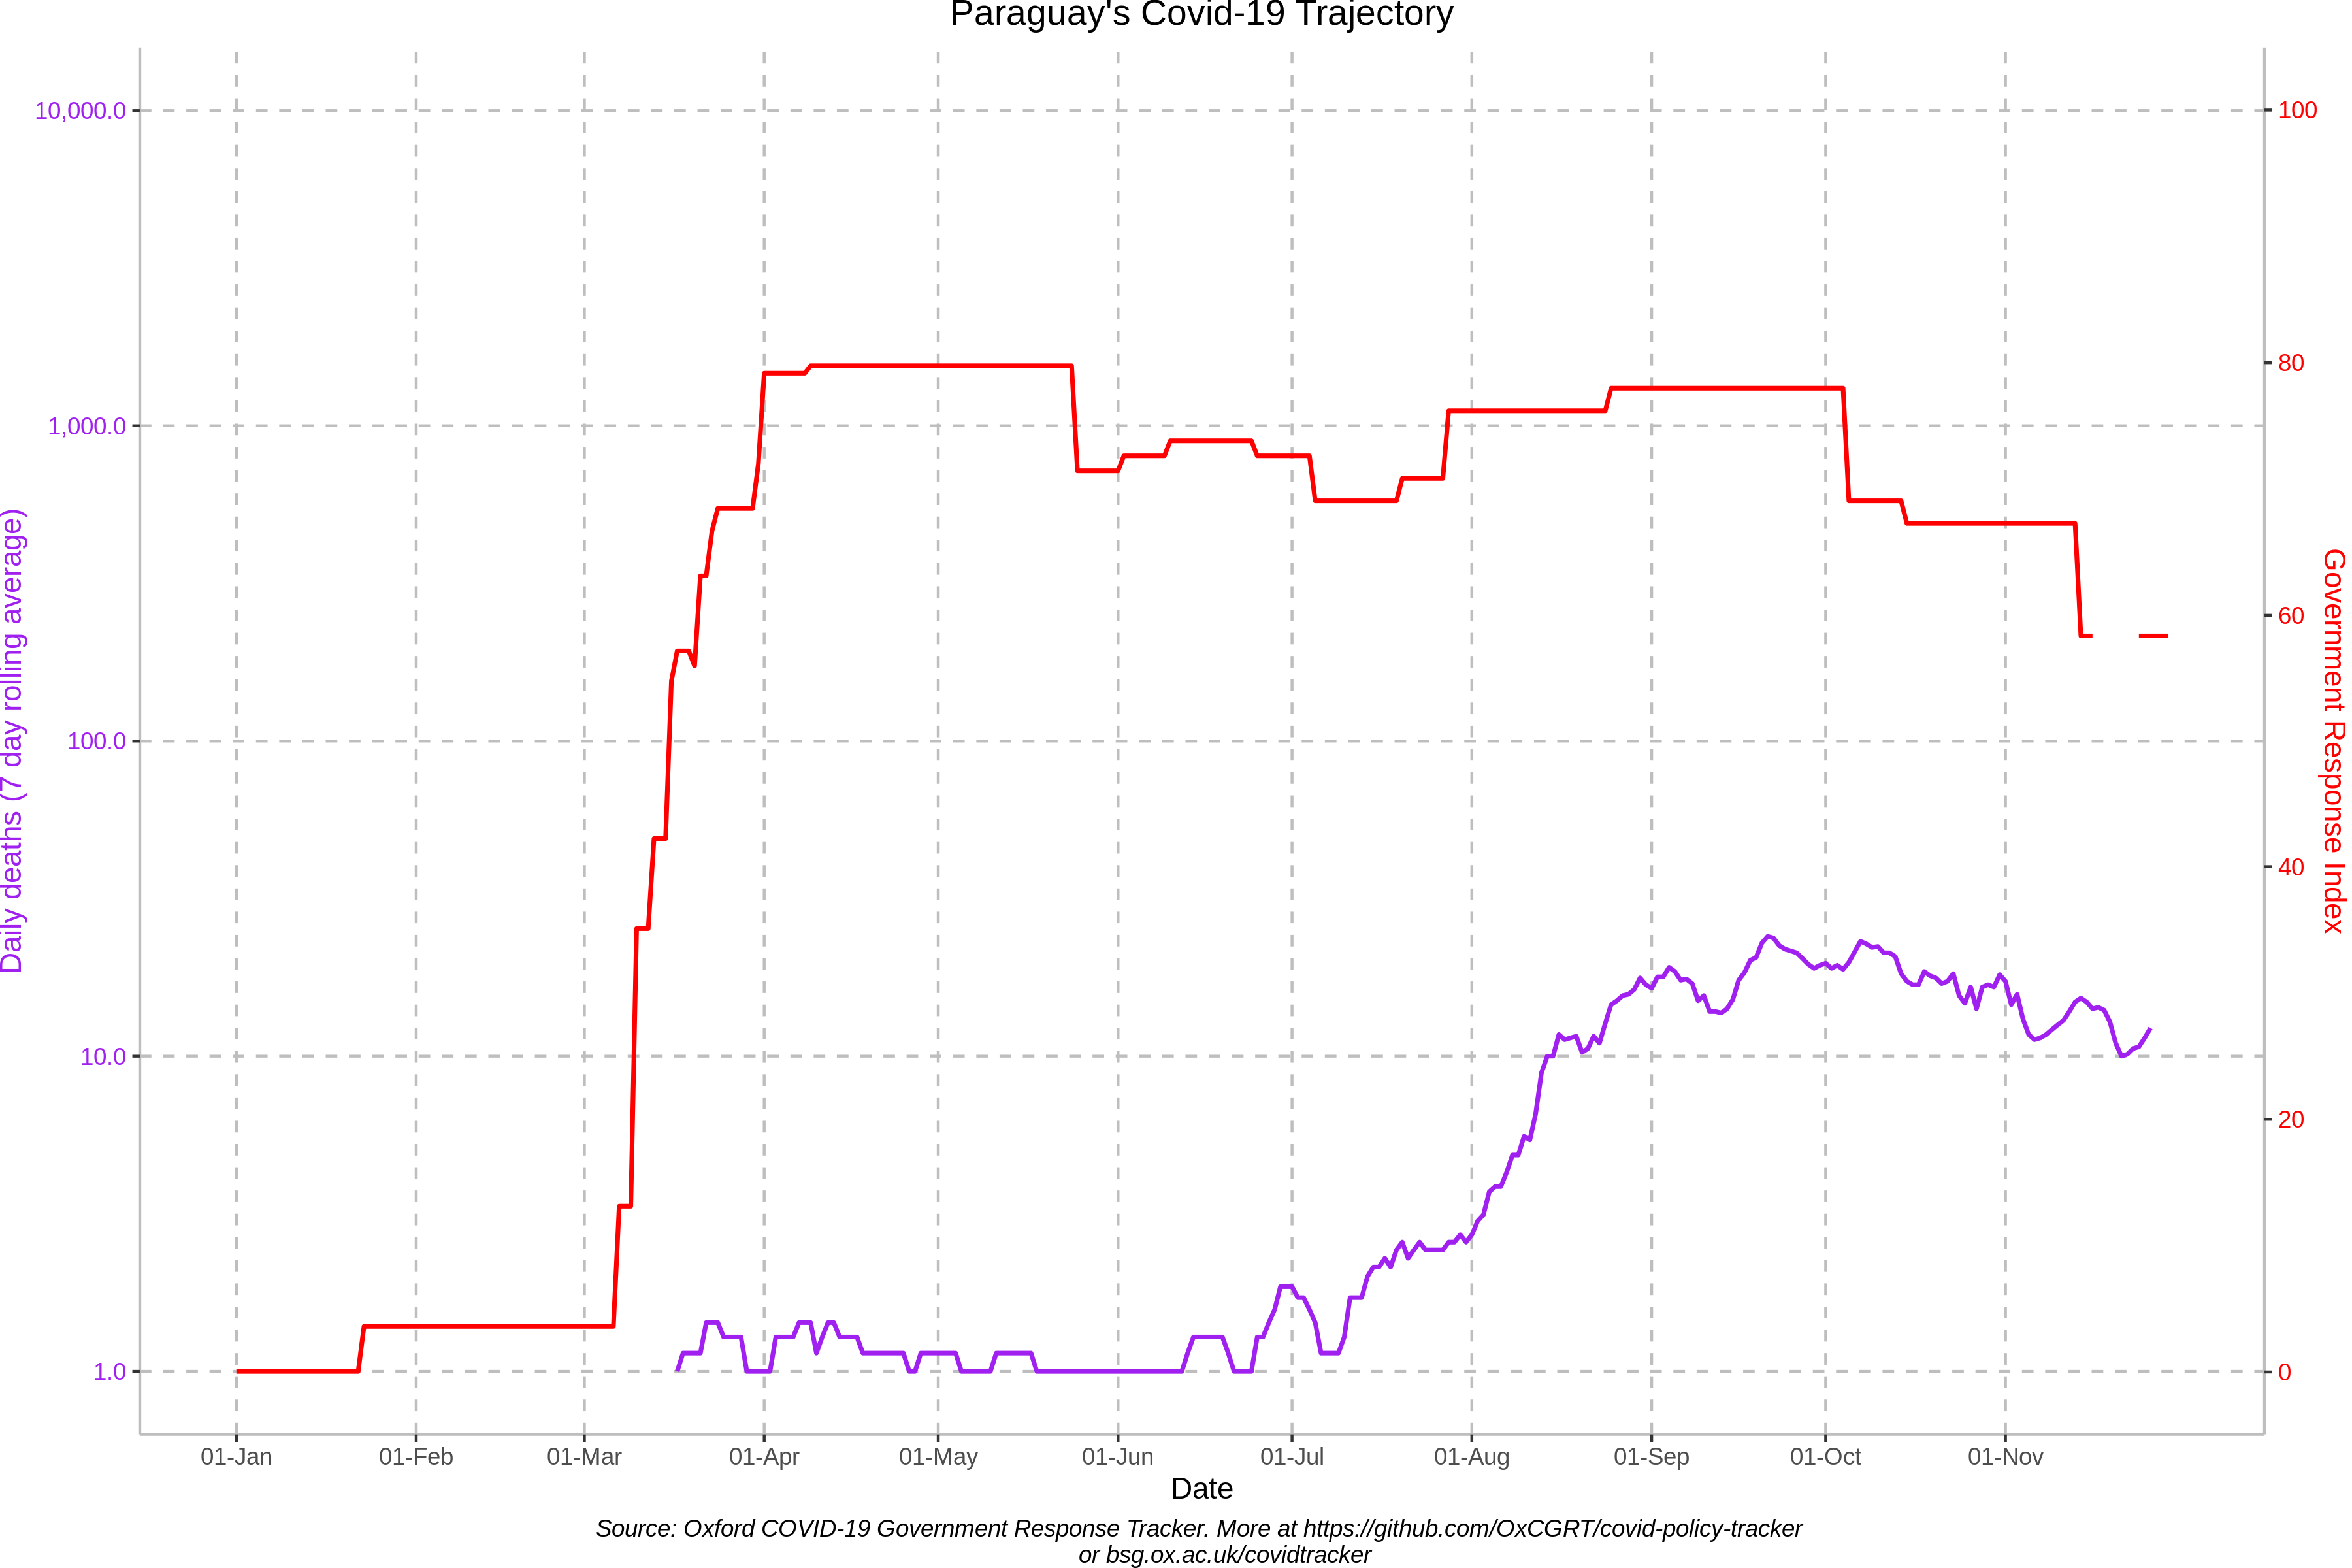 Paraguay's Covid-19 Trajectory
10,000.0
1,000.0
100.0
10.0
1.0
Daily deaths (7 day rolling average)
100
80
60
40
20
0
Government Response Index
01-Jan
01-Feb
01-Mar
01-Apr
01-May
01-Jun
01-Jul
01-Aug
01-Sep
01-Oct
01-Nov
Date
Source: Oxford COVID-19 Government Response Tracker. More at https://github.com/OxCGRT/covid-policy-tracker
or bsg.ox.ac.uk/covidtracker